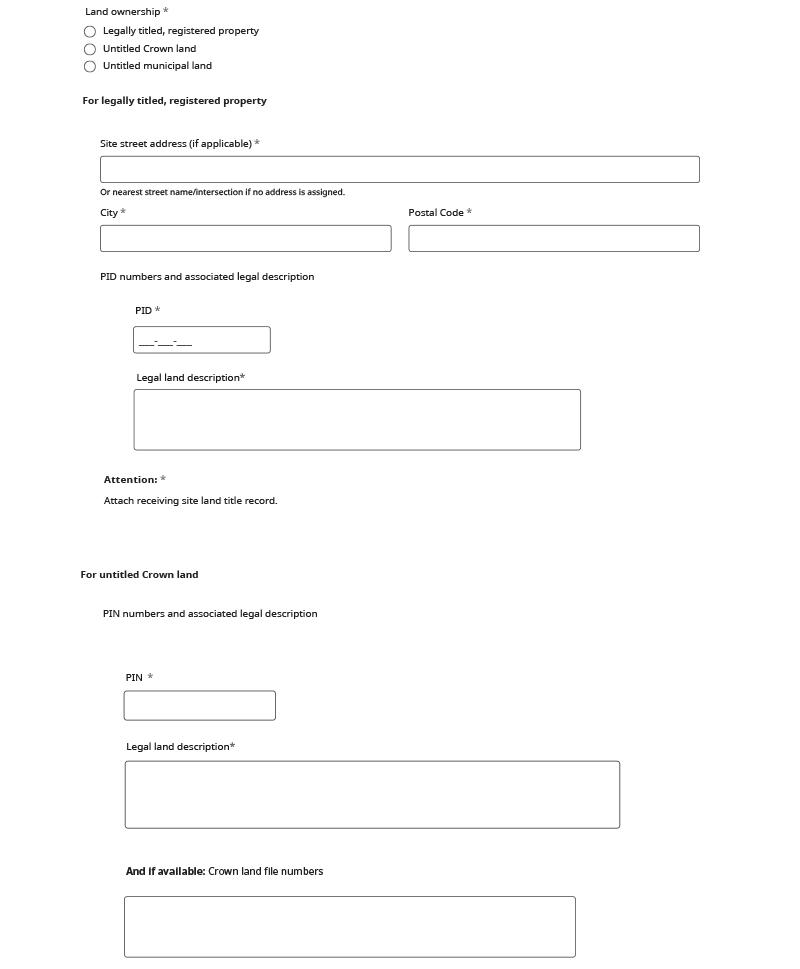 Land ownership *
Legally titled, registered property
Untitled Crown land
Untitled municipal land
For legally titled, registered property
Site street address (if applicable) *
Or nearest street name/intersection if no address is assigned.
City * Postal Code *
PID numbers and associated legal description
PID *
___-___-___
Legal land description*
Attention: *
Attach receiving site land title record.
For untitled Crown land
PIN numbers and associated legal description
PIN *
Legal land description*
And if available: Crown land file numbers